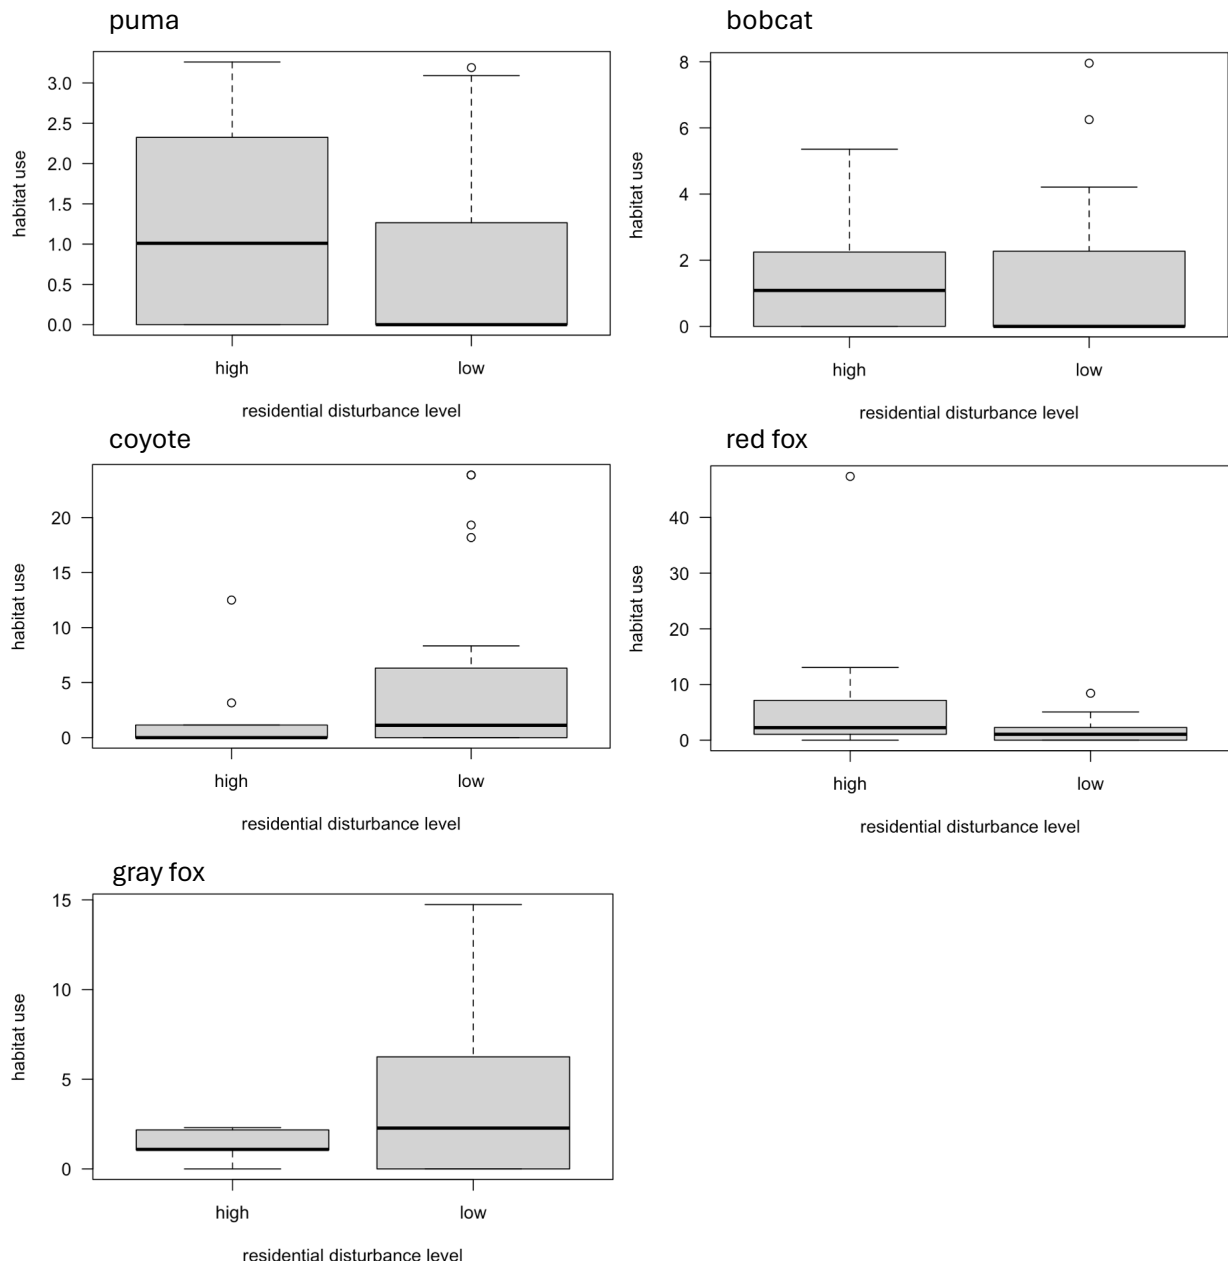 puma
3.0
2.5
2.0
1.5
1.0
0.5
0.0
habitat use
high low
residential disturbance level
bobcat
8
6
4
2
0
habitat use
high low
residential disturbance level
coyote
20
15
10
5
0
habitat use
high low
residential disturbance level
red fox
40
30
20
10
0
habitat use
high low
residential disturbance level
gray fox
15
10
5
0
habitat use
high low
residential disturbance level